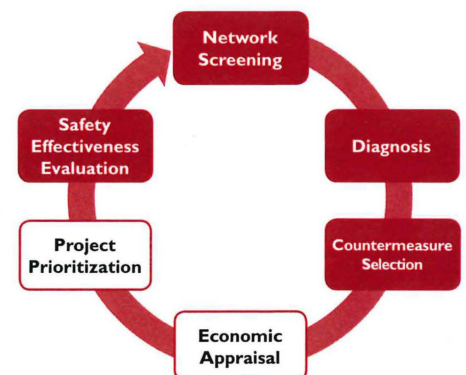 Network
Screening
Diagnosis
Countermeasure
Selection
Economic
Appraisal
Project
Prioritization
Safety
Effectiveness
Evaluation